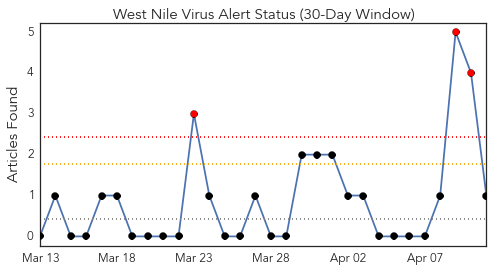 West Nile Virus Alert Status (30-Day Window)
Articles Found
5
4
3
2
1
0
Mar 13 Mar 18 Mar 23 Mar 28 Apr 02 Apr 07